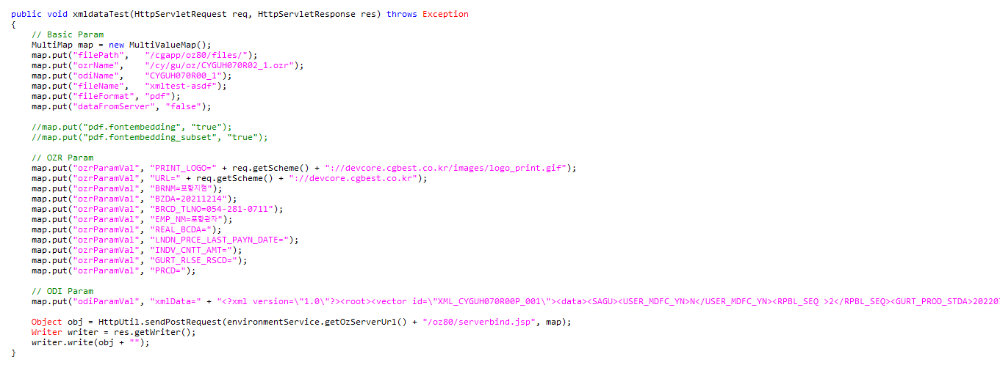 public void xmldataTest(HttpServletRequest req, HttpServletResponse res) throws Exception
{
// Basic Param
MultiMap map = new MultiValueMap();
map.put("filePath", "/cgapp/oz80/files/");
map.put("ozrName", "/cy/gu/oz/CYGUH070R02_1.ozr");
map.put("odiName", "CYGUH070R00_1");
map.put("fileName", "xmltest-asdf");
map.put("fileFormat", "pdf");
map.put("dataFromServer", "false");
//map.put("pdf.fontembedding", "true");
//map.put("pdf.fontembedding_subset", "true");
// OZR Param
map.put("ozrParamVal", "PRINT_LOGO=" + req.getScheme() + "://devcore.cgbest.co.kr/images/logo_print.gif");
map.put("ozrParamVal", "URL=" + req.getScheme() + "://devcore.cgbest.co.kr");
map.put("ozrParamVal", "BRNM=포항지점");
map.put("ozrParamVal", "BZDA=20211214");
map.put("ozrParamVal", "BRCD_TLNO=054-281-0711");
map.put("ozrParamVal", "EMP_NM=포항관자");
map.put("ozrParamVal", "REAL_BCDA=");
map.put("ozrParamVal", "LNDN_PRCE_LAST_PAYN_DATE=");
map.put("ozrParamVal", "INDV_CNTT_AMT=");
map.put("ozrParamVal", "GURT_RLSE_RSCD=");
map.put("ozrParamVal", "PRCD=");
// ODI Param
map.put("odiParamVal", "xmlData=" + "<?xml version=\"1.0\"?><root><vector id=\"XML_CYGUH070R00P_001\"><data><SAGU><USER_MDFC_YN>N</USER_MDFC_YN><RPBL_SEQ >2</RPBL_SEQ><GURT_PROD_STDA>20220
Object obj = HttpUtil.sendPostRequest(environmentService.getOzServerUrl() + "/oz80/serverbind.jsp", map);
Writer writer = res.getWriter();
writer.write(obj + "");
}